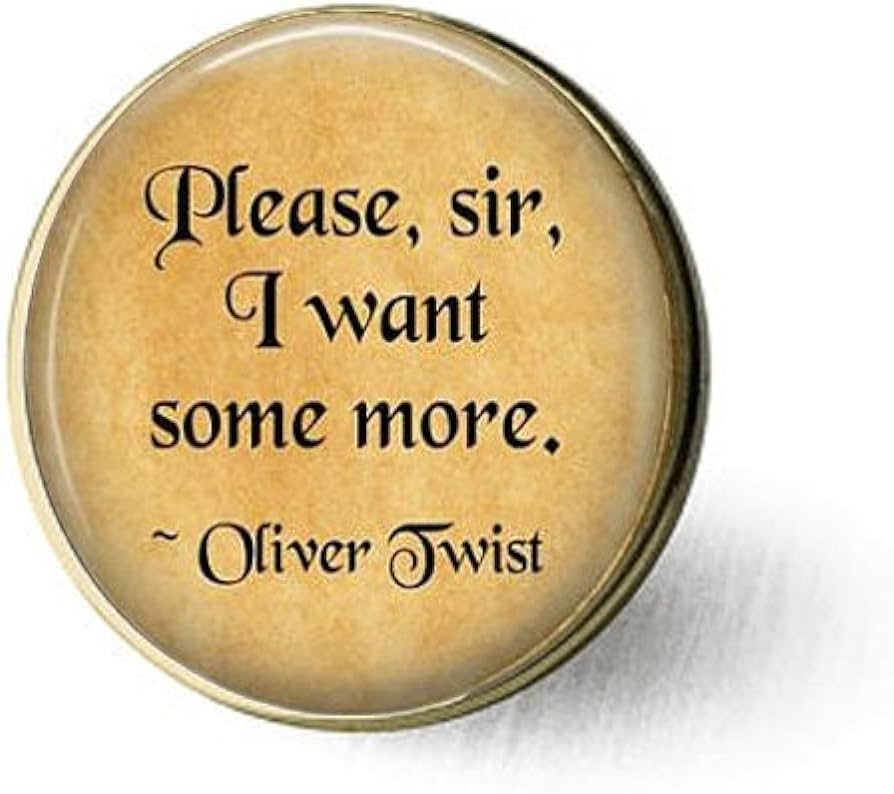 Please, sir,
I want
some more.
~ Oliver Twist